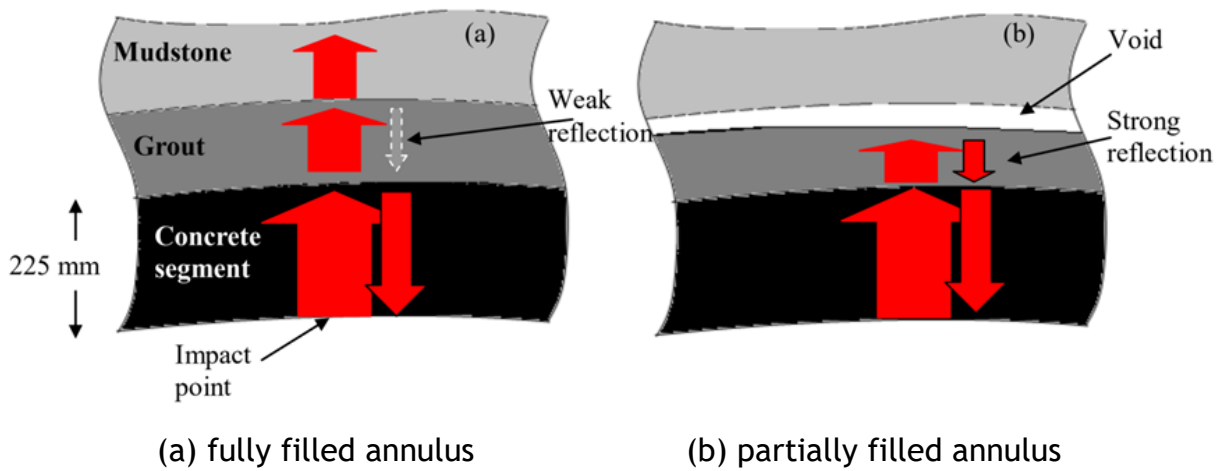 (a)
Mudstone
Weak
reflection
Grout
Concrete
segment
225 mm
Impact
point
(b)
Void
Strong
reflection
(a) fully filled annulus
(b) partially filled annulus